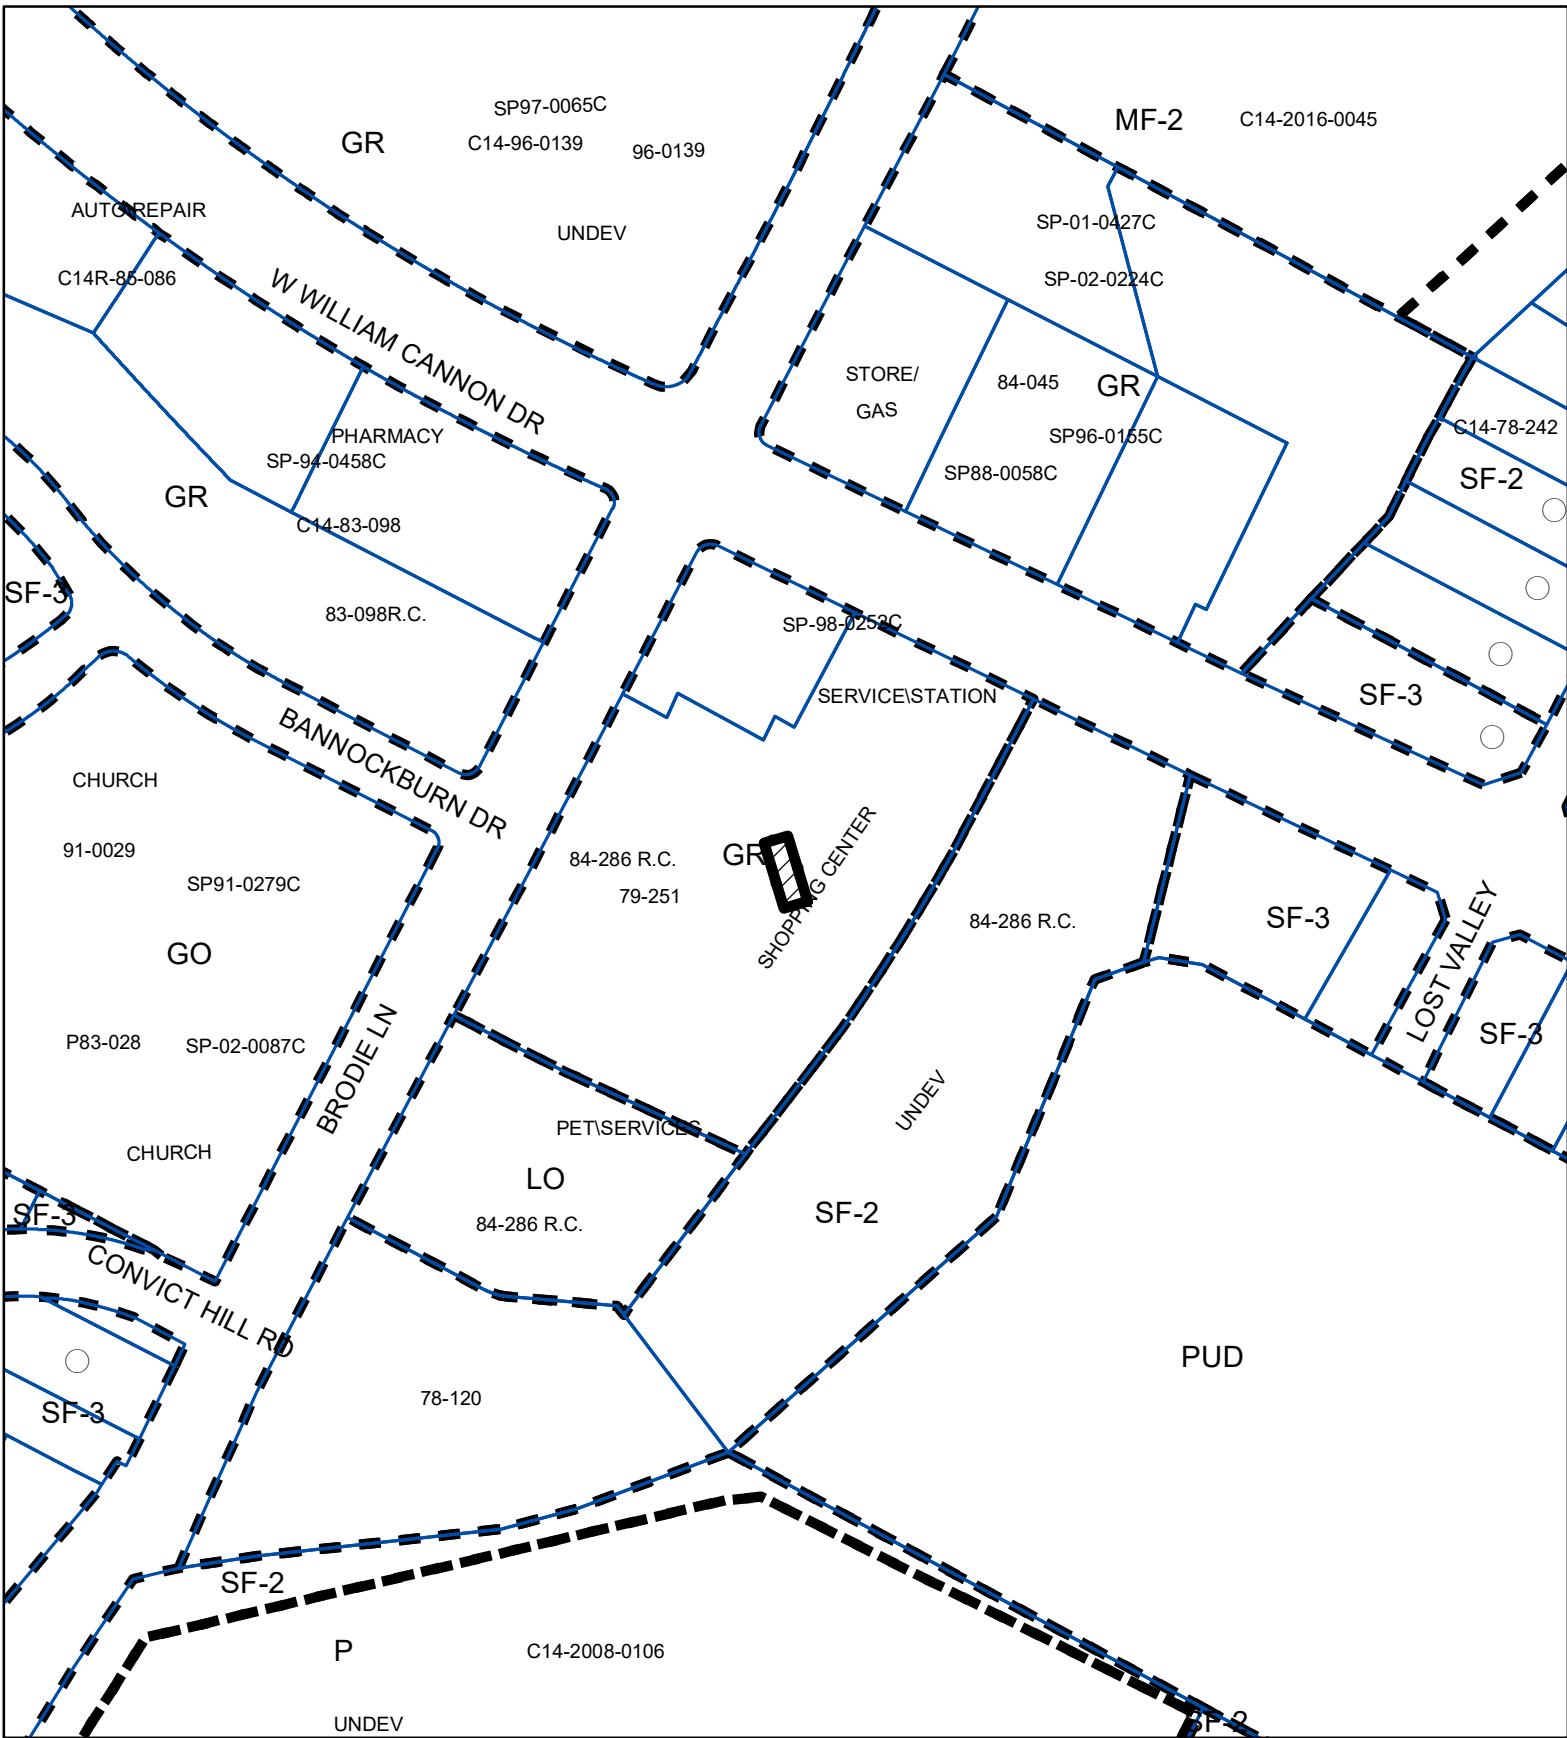 SP97-0065C
GR
C14-96-0139
96-0139
MF-2
C14-2016-0045
AUTO REPAIR
UNDEV
SP-01-0427C
C14R-85-086
SP-02-0224C
W WILLIAM CANNON DR
STORE/
GAS
84-045
GR
PHARMACY
SP-94-0458C
SP96-0155C
SP88-0058C
C14-78-242
SF-2
GR
C14-83-098
SF-3
83-098R.C.
SP-98-0252C
SERVICE\STATION
SF-3
BANNOCKBURN DR
CHURCH
91-0029
SP91-0279C
84-286 R.C.
GR
79-251
SHOPPING CENTER
84-286 R.C.
SF-3
LOST VALLEY
SF-3
GO
P83-028
SP-02-0087C
BRODIE LN
UNDEV
CHURCH
PET\SERVICES
LO
84-286 R.C.
SF-2
SF-3
CONVICT HILL RD
PUD
78-120
SF-3
SF-2
P
C14-2008-0106
UNDEV
SF-2